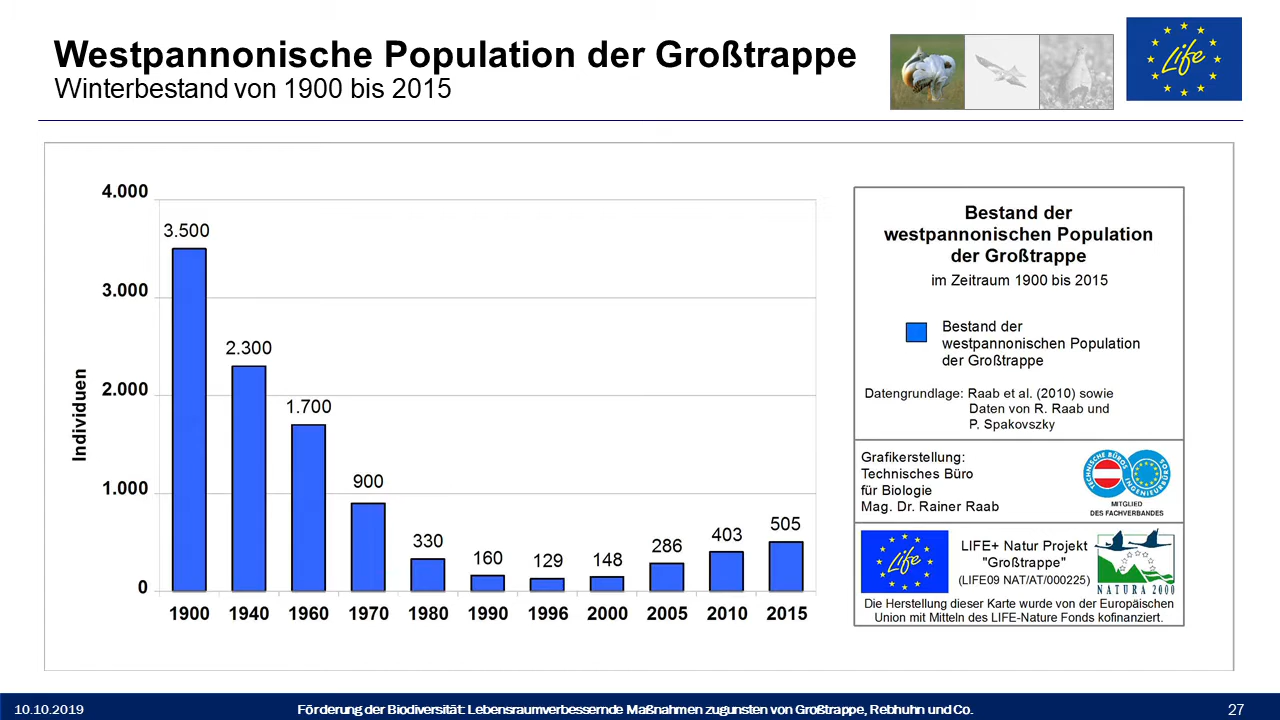 Westpannonische Population der Großtrappe
Winterbestand von 1900 bis 2015
Life
4.000
3.000
2.000
1.000
0
Individuen
3.500
2.300
1.700
900
330
160
129
148
286
403
505
1900
1940
1960
1970
1980
1990
1996
2000
2005
2010
2015
Bestand der
westpannonischen Population
der Großtrappe
im Zeitraum 1900 bis 2015
Bestand der
westpannonischen Population
der Großtrappe
Datengrundlage: Raab et al. (2010) sowie
Daten von R. Raab und
P. Spakovszky
Grafikerstellung:
Technisches Büro
für Biologie
Mag. Dr. Rainer Raab
TECHNISCHE BÜROS
INGENIEURBÜROS
MITGLIED
DES FACHVERBANDES
Life
LIFE+ Natur Projekt
"Großtrappe"
(LIFE09 NAT/AT/000225)
NATURA 2000
Die Herstellung dieser Karte wurde von der Europäischen
Union mit Mitteln des LIFE-Nature Fonds kofinanziert.
10.10.2019
Förderung der Biodiversität: Lebensraumverbessernde Maßnahmen zugunsten von Großtrappe, Rebhuhn und Co.
27